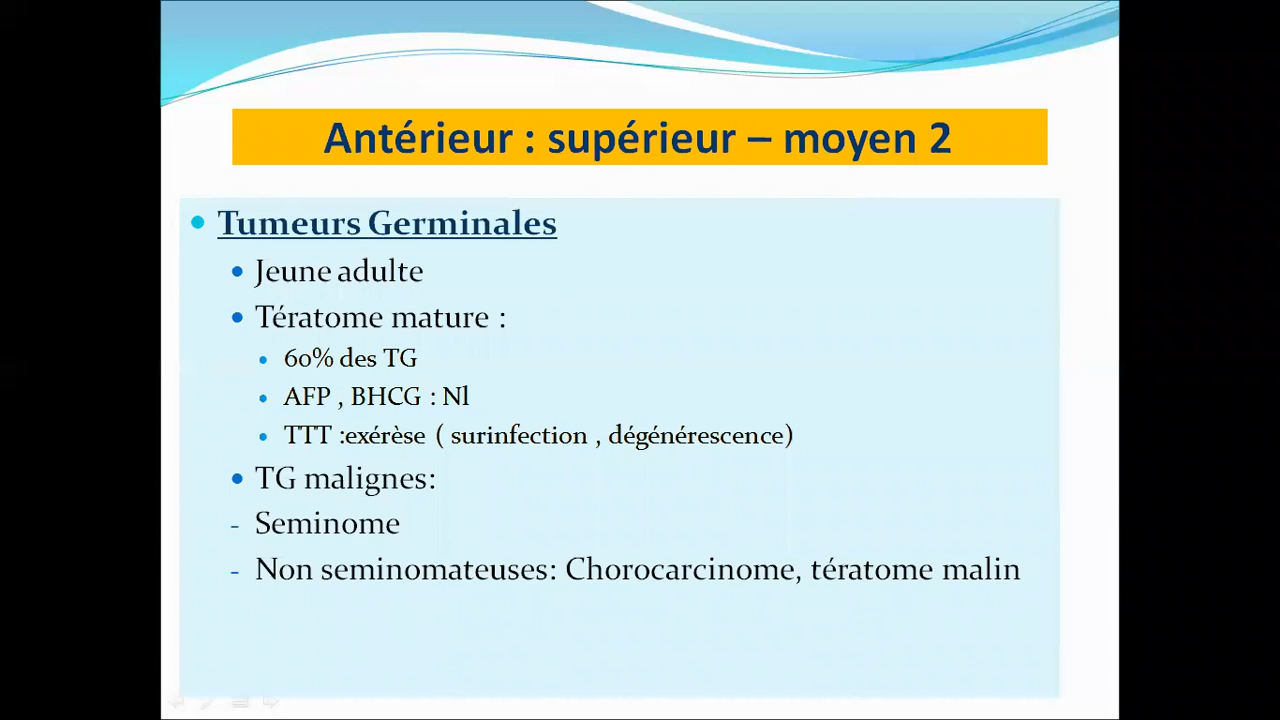 Antérieur : supérieur – moyen 2
Tumeurs Germinales
Jeune adulte
Tératome mature :
60% des TG
AFP , BHCG : Nl
TTT :exérèse ( surinfection , dégénérescence)
TG malignes:
- Seminome
- Non seminomateuses: Chorocarcinome, tératome malin